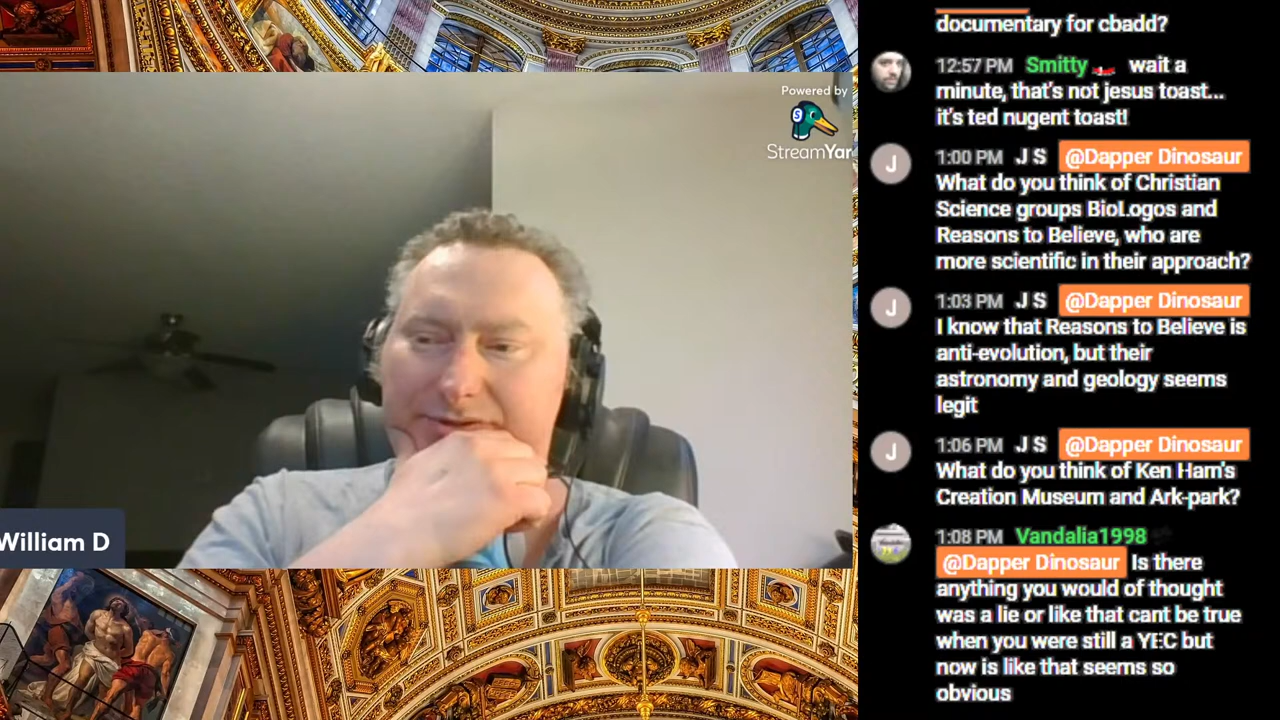 Powered by
StreamYar
William D
documentary for cbadd?
12:57 PM Smitty wait a
minute, that's not jesus toast...
it's ted nugent toast!
J
1:00 PM J S @Dapper Dinosaur
What do you think of Christian
Science groups BioLogos and
Reasons to Believe, who are
more scientific in their approach?
J
1:03 PM J S @Dapper Dinosaur
I know that Reasons to Believe is
anti-evolution, but their
astronomy and geology seems
legit
J
1:06 PM J S @Dapper Dinosaur
What do you think of Ken Ham's
Creation Museum and Ark-park?
1:08 PM Vandalia1998
@Dapper Dinosaur Is there
anything you would of thought
was a lie or like that cant be true
when you were still a YEC but
now is like that seems so
obvious